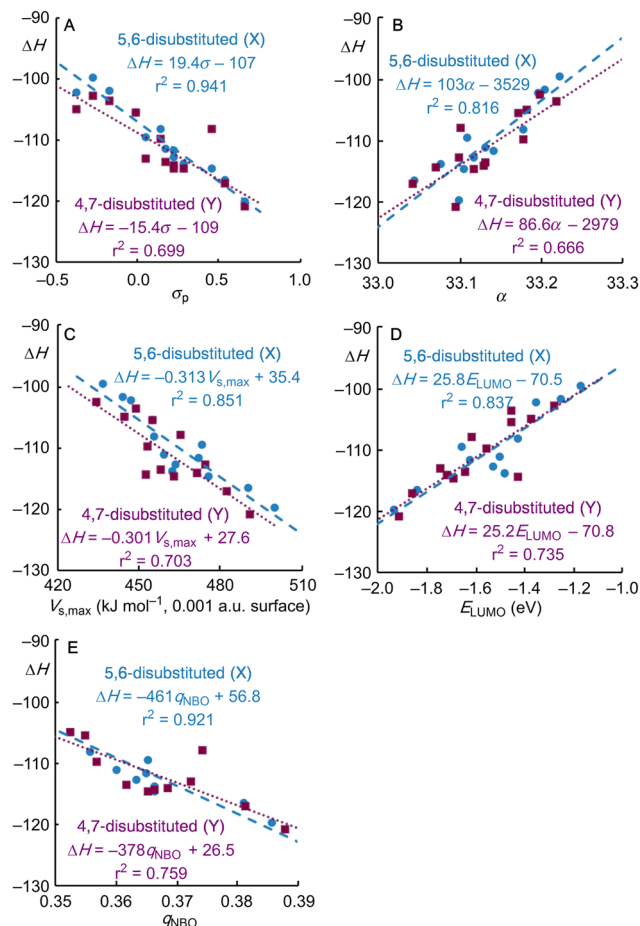 A
ΔH
−90
−100
−110
−120
−130
5,6-disubstituted (X)
ΔH = 19.4σ − 107
r² = 0.941
4,7-disubstituted (Y)
ΔH = −15.4σ − 109
r² = 0.699
−0.5 0.0 0.5 1.0
σp
B
ΔH
−90
−100
−110
−120
−130
5,6-disubstituted (X)
ΔH = 103α − 3529
r² = 0.816
4,7-disubstituted (Y)
ΔH = 86.6α − 2979
r² = 0.666
33.0 33.1 33.2 33.3
α
C
ΔH
−90
−100
−110
−120
−130
5,6-disubstituted (X)
ΔH = −0.313 Vs,max + 35.4
r² = 0.851
4,7-disubstituted (Y)
ΔH = −0.301 Vs,max + 27.6
r² = 0.703
420 450 480 510
Vs,max (kJ mol⁻¹, 0.001 a.u. surface)
D
ΔH
−90
−100
−110
−120
−130
5,6-disubstituted (X)
ΔH = 25.8ELUMO − 70.5
r² = 0.837
4,7-disubstituted (Y)
ΔH = 25.2ELUMO − 70.8
r² = 0.735
−2.0 −1.8 −1.6 −1.4 −1.2 −1.0
ELUMO (eV)
E
ΔH
−90
−100
−110
−120
−130
5,6-disubstituted (X)
ΔH = −461qNBO + 56.8
r² = 0.921
4,7-disubstituted (Y)
ΔH = −378qNBO + 26.5
r² = 0.759
0.35 0.36 0.37 0.38 0.39
qNBO